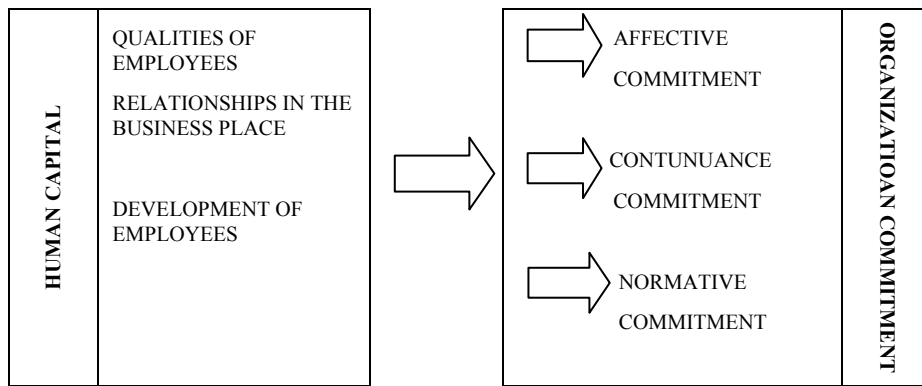 HUMAN CAPITAL
QUALITIES OF
EMPLOYEES
RELATIONSHIPS IN THE
BUSINESS PLACE
DEVELOPMENT OF
EMPLOYEES
AFFECTIVE
COMMITMENT
CONTUNUANCE
COMMITMENT
NORMATIVE
COMMITMENT
ORGANIZATIOAN COMMITMENT